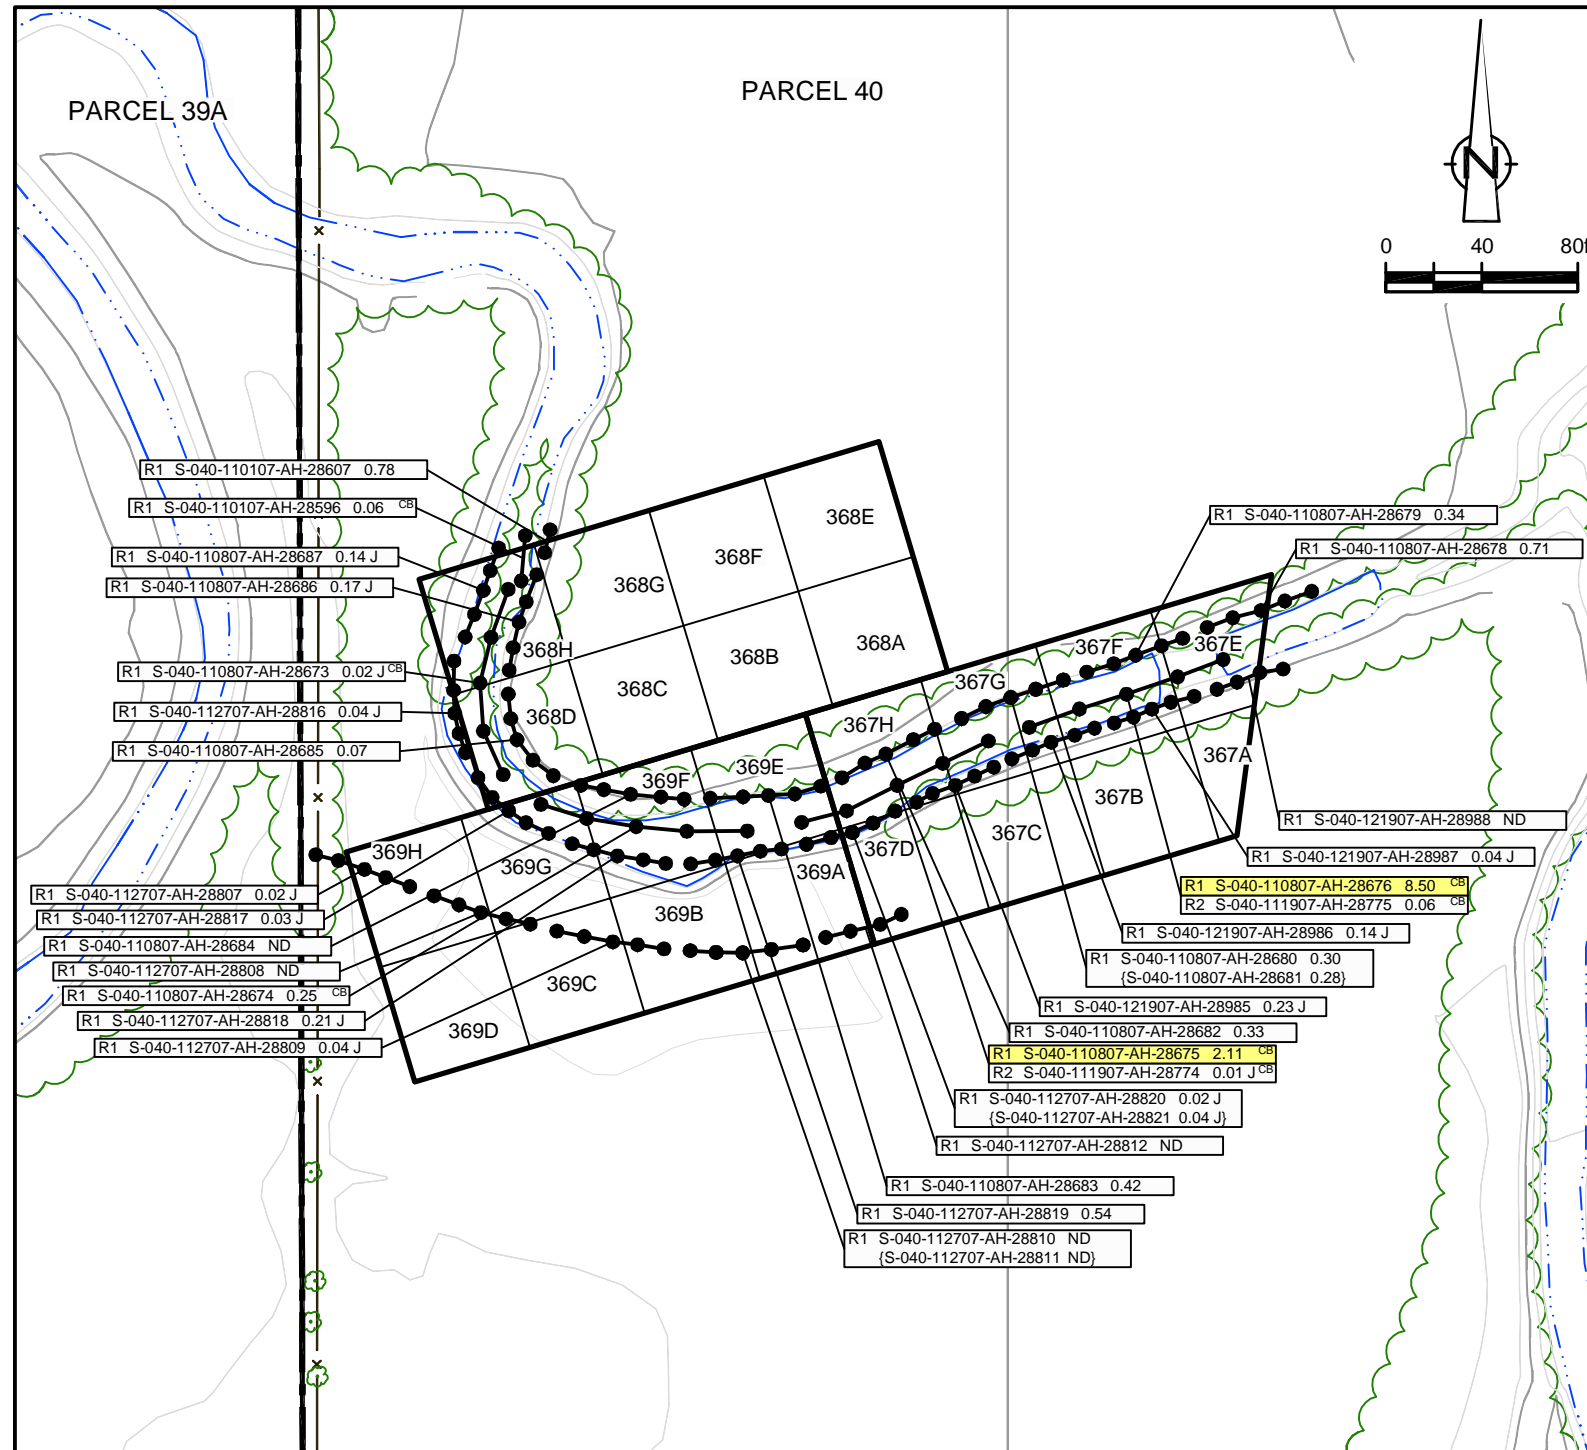 PARCEL 39A
PARCEL 40
N
0 40 80f
R1 S-040-110107-AH-28607 0.78
R1 S-040-110107-AH-28596 0.06 CB
R1 S-040-110807-AH-28687 0.14 J
R1 S-040-110807-AH-28686 0.17 J
R1 S-040-110807-AH-28673 0.02 J CB
R1 S-040-112707-AH-28816 0.04 J
R1 S-040-110807-AH-28685 0.07
R1 S-040-110807-AH-28679 0.34
R1 S-040-110807-AH-28678 0.71
368E
368F
368G
368H
368A
368B
368C
368D
367E
367F
367G
367H
367A
367B
367C
367D
369E
369F
369G
369H
369A
369B
369C
369D
R1 S-040-112707-AH-28807 0.02 J
R1 S-040-112707-AH-28817 0.03 J
R1 S-040-110807-AH-28684 ND
R1 S-040-112707-AH-28808 ND
R1 S-040-110807-AH-28674 0.25 CB
R1 S-040-112707-AH-28818 0.21 J
R1 S-040-112707-AH-28809 0.04 J
R1 S-040-121907-AH-28988 ND
R1 S-040-121907-AH-28987 0.04 J
R1 S-040-110807-AH-28676 8.50 CB
R2 S-040-111907-AH-28775 0.06 CB
R1 S-040-121907-AH-28986 0.14 J
R1 S-040-110807-AH-28680 0.30
{S-040-110807-AH-28681 0.28}
R1 S-040-121907-AH-28985 0.23 J
R1 S-040-110807-AH-28682 0.33
R1 S-040-110807-AH-28675 2.11 CB
R2 S-040-111907-AH-28774 0.01 J CB
R1 S-040-112707-AH-28820 0.02 J
{S-040-112707-AH-28821 0.04 J}
R1 S-040-112707-AH-28812 ND
R1 S-040-110807-AH-28683 0.42
R1 S-040-112707-AH-28819 0.54
R1 S-040-112707-AH-28810 ND
{S-040-112707-AH-28811 ND}